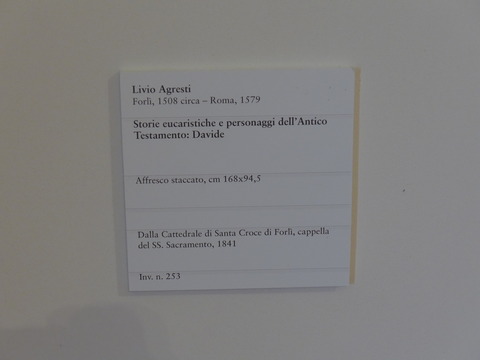 Livio Agresti
Forlì, 1508 circa – Roma, 1579
Storie eucaristiche e personaggi dell'Antico
Testamento: Davide
Affresco staccato, cm 168x94,5
Dalla Cattedrale di Santa Croce di Forlì, cappella
del SS. Sacramento, 1841
Inv. n. 253